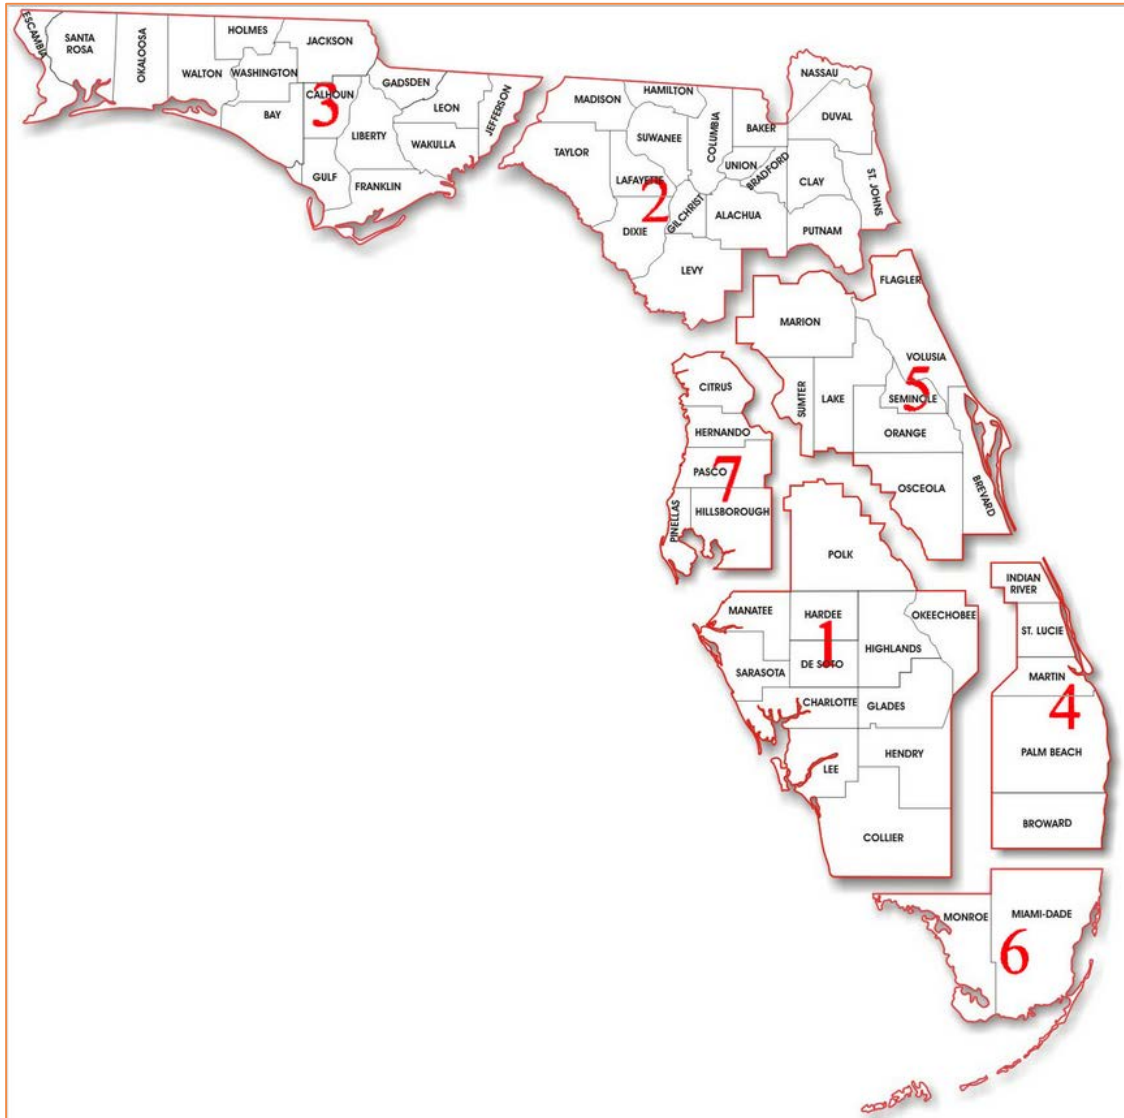 ESCAMBIA
SANTA
ROSA
OKALOOSA
WALTON
HOLMES
WASHINGTON
JACKSON
BAY
CALHOUN
3
GULF
LIBERTY
GADSDEN
FRANKLIN
LEON
WAKULLA
JEFFERSON
MADISON
HAMILTON
TAYLOR
SUWANEE
LAFAYETTE
2
DIXIE
GILCHRIST
COLUMBIA
BAKER
UNION
BRADFORD
ALACHUA
LEVY
NASSAU
DUVAL
CLAY
ST. JOHNS
PUTNAM
FLAGLER
MARION
VOLUSIA
5
SUMTER
LAKE
SEMINOLE
ORANGE
OSCEOLA
BREVARD
CITRUS
HERNANDO
PASCO
7
PINELLAS
HILLSBOROUGH
POLK
MANATEE
HARDEE
OKEECHOBEE
1
HIGHLANDS
DE SOTO
SARASOTA
CHARLOTTE
GLADES
LEE
HENDRY
COLLIER
INDIAN
RIVER
ST. LUCIE
MARTIN
4
PALM BEACH
BROWARD
MONROE
MIAMI-DADE
6